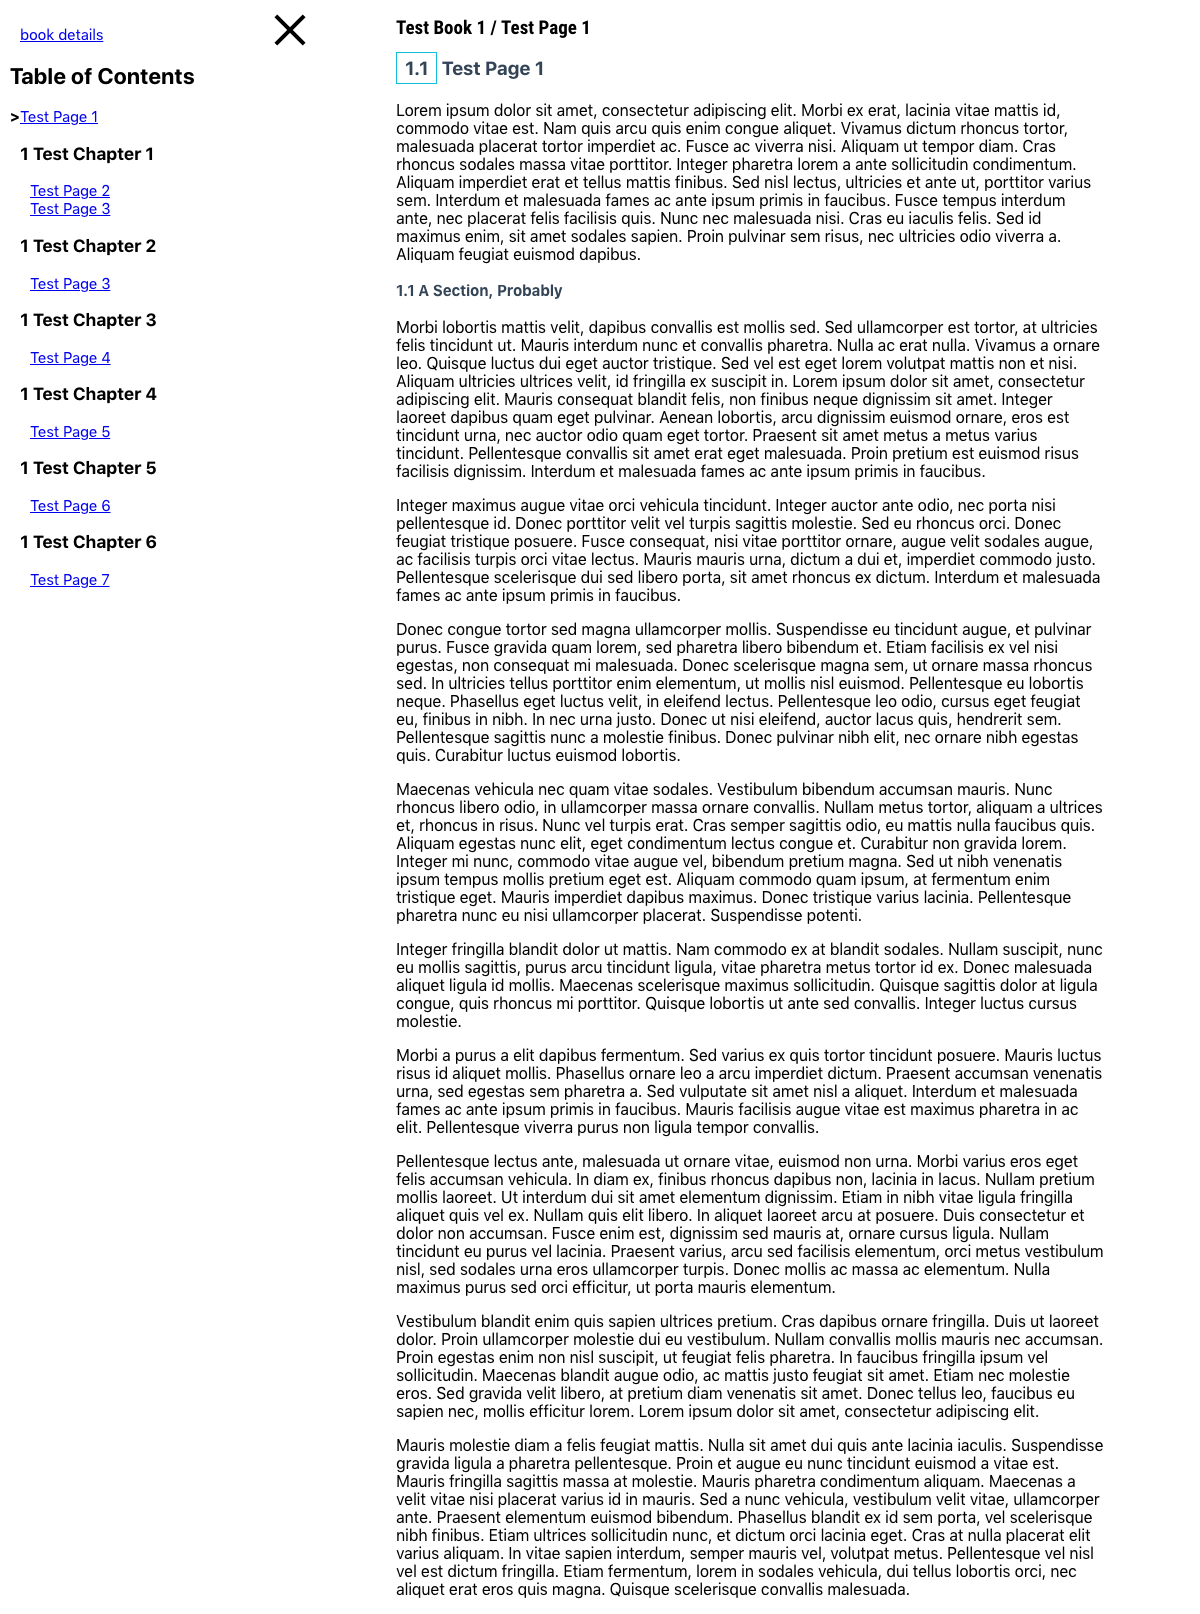 book details
Table of Contents
>Test Page 1
1 Test Chapter 1
Test Page 2
Test Page 3
1 Test Chapter 2
Test Page 3
1 Test Chapter 3
Test Page 4
1 Test Chapter 4
Test Page 5
1 Test Chapter 5
Test Page 6
1 Test Chapter 6
Test Page 7
Test Book 1 / Test Page 1
1.1 Test Page 1
Lorem ipsum dolor sit amet, consectetur adipiscing elit. Morbi ex erat, lacinia vitae mattis id,
commodo vitae est. Nam quis arcu quis enim congue aliquet. Vivamus dictum rhoncus tortor,
malesuada placerat tortor imperdiet ac. Fusce ac viverra nisi. Aliquam ut tempor diam. Cras
rhoncus sodales massa vitae porttitor. Integer pharetra lorem a ante sollicitudin condimentum.
Aliquam imperdiet erat et tellus mattis finibus. Sed nisl lectus, ultricies et ante ut, porttitor varius
sem. Interdum et malesuada fames ac ante ipsum primis in faucibus. Fusce tempus interdum
ante, nec placerat felis facilisis quis. Nunc nec malesuada nisi. Cras eu iaculis felis. Sed id
maximus enim, sit amet sodales sapien. Proin pulvinar sem risus, nec ultricies odio viverra a.
Aliquam feugiat euismod dapibus.
1.1 A Section, Probably
Morbi lobortis mattis velit, dapibus convallis est mollis sed. Sed ullamcorper est tortor, at ultricies
felis tincidunt ut. Mauris interdum nunc et convallis pharetra. Nulla ac erat nulla. Vivamus a ornare
leo. Quisque luctus dui eget auctor tristique. Sed vel est eget lorem volutpat mattis non et nisi.
Aliquam ultricies ultrices velit, id fringilla ex suscipit in. Lorem ipsum dolor sit amet, consectetur
adipiscing elit. Mauris consequat blandit felis, non finibus neque dignissim sit amet. Integer
laoreet dapibus quam eget pulvinar. Aenean lobortis, arcu dignissim euismod ornare, eros est
tincidunt urna, nec auctor odio quam eget tortor. Praesent sit amet metus a metus varius
tincidunt. Pellentesque convallis sit amet erat eget malesuada. Proin pretium est euismod risus
facilisis dignissim. Interdum et malesuada fames ac ante ipsum primis in faucibus.
Integer maximus augue vitae orci vehicula tincidunt. Integer auctor ante odio, nec porta nisi
pellentesque id. Donec porttitor velit vel turpis sagittis molestie. Sed eu rhoncus orci. Donec
feugiat tristique posuere. Fusce consequat, nisi vitae porttitor ornare, augue velit sodales augue,
ac facilisis turpis orci vitae lectus. Mauris mauris urna, dictum a dui et, imperdiet commodo justo.
Pellentesque scelerisque dui sed libero porta, sit amet rhoncus ex dictum. Interdum et malesuada
fames ac ante ipsum primis in faucibus.
Donec congue tortor sed magna ullamcorper mollis. Suspendisse eu tincidunt augue, et pulvinar
purus. Fusce gravida quam lorem, sed pharetra libero bibendum et. Etiam facilisis ex vel nisi
egestas, non consequat mi malesuada. Donec scelerisque magna sem, ut ornare massa rhoncus
sed. In ultricies tellus porttitor enim elementum, ut mollis nisl euismod. Pellentesque eu lobortis
neque. Phasellus eget luctus velit, in eleifend lectus. Pellentesque leo odio, cursus eget feugiat
eu, finibus in nibh. In nec urna justo. Donec ut nisi eleifend, auctor lacus quis, hendrerit sem.
Pellentesque sagittis nunc a molestie finibus. Donec pulvinar nibh elit, nec ornare nibh egestas
quis. Curabitur luctus euismod lobortis.
Maecenas vehicula nec quam vitae sodales. Vestibulum bibendum accumsan mauris. Nunc
rhoncus libero odio, in ullamcorper massa ornare convallis. Nullam metus tortor, aliquam a ultrices
et, rhoncus in risus. Nunc vel turpis erat. Cras semper sagittis odio, eu mattis nulla faucibus quis.
Aliquam egestas nunc elit, eget condimentum lectus congue et. Curabitur non gravida lorem.
Integer mi nunc, commodo vitae augue vel, bibendum pretium magna. Sed ut nibh venenatis
ipsum tempus mollis pretium eget est. Aliquam commodo quam ipsum, at fermentum enim
tristique eget. Mauris imperdiet dapibus maximus. Donec tristique varius lacinia. Pellentesque
pharetra nunc eu nisi ullamcorper placerat. Suspendisse potenti.
Integer fringilla blandit dolor ut mattis. Nam commodo ex at blandit sodales. Nullam suscipit, nunc
eu mollis sagittis, purus arcu tincidunt ligula, vitae pharetra metus tortor id ex. Donec malesuada
aliquet ligula id mollis. Maecenas scelerisque maximus sollicitudin. Quisque sagittis dolor at ligula
congue, quis rhoncus mi porttitor. Quisque lobortis ut ante sed convallis. Integer luctus cursus
molestie.
Morbi a purus a elit dapibus fermentum. Sed varius ex quis tortor tincidunt posuere. Mauris luctus
risus id aliquet mollis. Phasellus ornare leo a arcu imperdiet dictum. Praesent accumsan venenatis
urna, sed egestas sem pharetra a. Sed vulputate sit amet nisl a aliquet. Interdum et malesuada
fames ac ante ipsum primis in faucibus. Mauris facilisis augue vitae est maximus pharetra in ac
elit. Pellentesque viverra purus non ligula tempor convallis.
Pellentesque lectus ante, malesuada ut ornare vitae, euismod non urna. Morbi varius eros eget
felis accumsan vehicula. In diam ex, finibus rhoncus dapibus non, lacinia in lacus. Nullam pretium
mollis laoreet. Ut interdum dui sit amet elementum dignissim. Etiam in nibh vitae ligula fringilla
aliquet quis vel ex. Nullam quis elit libero. In aliquet laoreet arcu at posuere. Duis consectetur et
dolor non accumsan. Fusce enim est, dignissim sed mauris at, ornare cursus ligula. Nullam
tincidunt eu purus vel lacinia. Praesent varius, arcu sed facilisis elementum, orci metus vestibulum
nisl, sed sodales urna eros ullamcorper turpis. Donec mollis ac massa ac elementum. Nulla
maximus purus sed orci efficitur, ut porta mauris elementum.
Vestibulum blandit enim quis sapien ultrices pretium. Cras dapibus ornare fringilla. Duis ut laoreet
dolor. Proin ullamcorper molestie dui eu vestibulum. Nullam convallis mollis mauris nec accumsan.
Proin egestas enim non nisl suscipit, ut feugiat felis pharetra. In faucibus fringilla ipsum vel
sollicitudin. Maecenas blandit augue odio, ac mattis justo feugiat sit amet. Etiam nec molestie
eros. Sed gravida velit libero, at pretium diam venenatis sit amet. Donec tellus leo, faucibus eu
sapien nec, mollis efficitur lorem. Lorem ipsum dolor sit amet, consectetur adipiscing elit.
Mauris molestie diam a felis feugiat mattis. Nulla sit amet dui quis ante lacinia iaculis. Suspendisse
gravida ligula a pharetra pellentesque. Proin et augue eu nunc tincidunt euismod a vitae est.
Mauris fringilla sagittis massa at molestie. Mauris pharetra condimentum aliquam. Maecenas a
velit vitae nisi placerat varius id in mauris. Sed a nunc vehicula, vestibulum velit vitae, ullamcorper
ante. Praesent elementum euismod bibendum. Phasellus blandit ex id sem porta, vel scelerisque
nibh finibus. Etiam ultrices sollicitudin nunc, et dictum orci lacinia eget. Cras at nulla placerat elit
varius aliquam. In vitae sapien interdum, semper mauris vel, volutpat metus. Pellentesque vel nisl
vel est dictum fringilla. Etiam fermentum, lorem in sodales vehicula, dui tellus lobortis orci, nec
aliquet erat eros quis magna. Quisque scelerisque convallis malesuada.